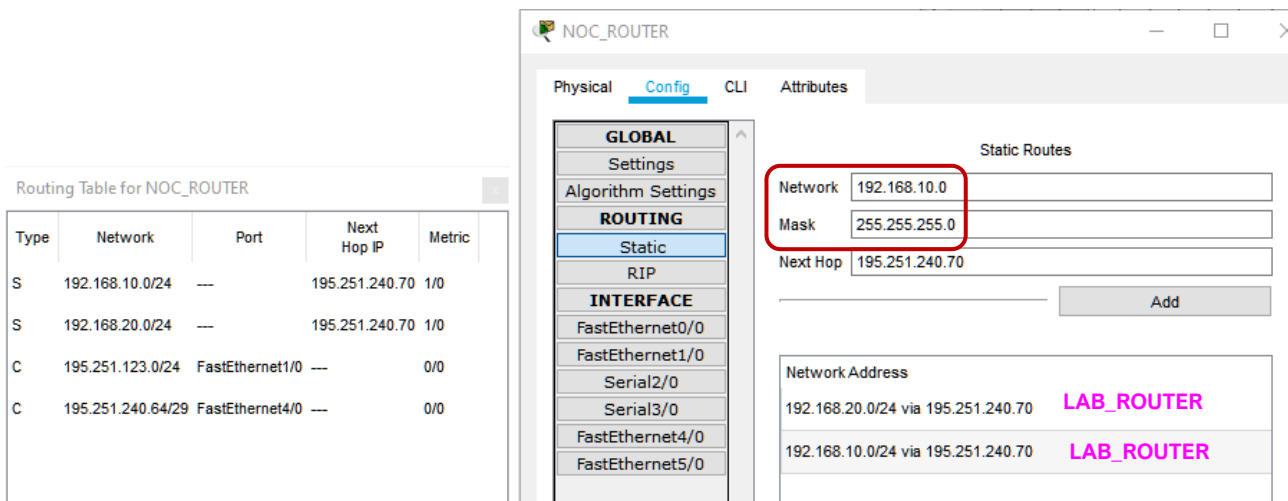 Routing Table for NOC_ROUTER
x
Type Network Port Next Hop IP Metric
S 192.168.10.0/24 --- 195.251.240.70 1/0
S 192.168.20.0/24 --- 195.251.240.70 1/0
C 195.251.123.0/24 FastEthernet1/0 --- 0/0
C 195.251.240.64/29 FastEthernet4/0 --- 0/0
NOC_ROUTER
Physical Config CLI Attributes
GLOBAL
Settings
Algorithm Settings
ROUTING
Static
RIP
INTERFACE
FastEthernet0/0
FastEthernet1/0
Serial2/0
Serial3/0
FastEthernet4/0
FastEthernet5/0
Static Routes
Network 192.168.10.0
Mask 255.255.255.0
Next Hop 195.251.240.70
Add
Network Address
192.168.20.0/24 via 195.251.240.70 LAB_ROUTER
192.168.10.0/24 via 195.251.240.70 LAB_ROUTER